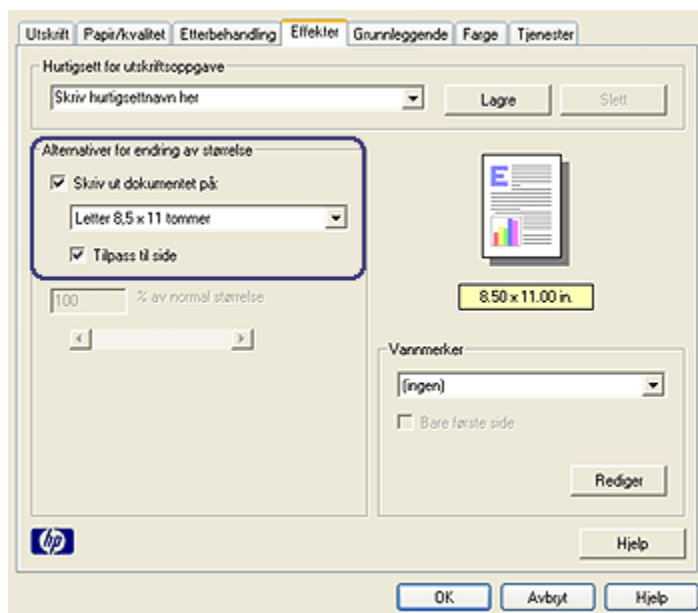 Utskrift Papir/kvalitet Etterbehandling Effekter Grunnleggende Farge Tjenester
Hurtigsett for utskriftsoppgave
Skriv hurtigsettnavn her Lagre Slett
Alternativer for endring av størrelse
Skriv ut dokumentet på:
Letter 8,5 x 11 tommer
Tilpass til side
E
8.50 x 11.00 in.
100 % av normal størrelse
Vannmerker
(ingen)
Bare første side
Rediger
hp
Hjelp
OK Avbryt Hjelp